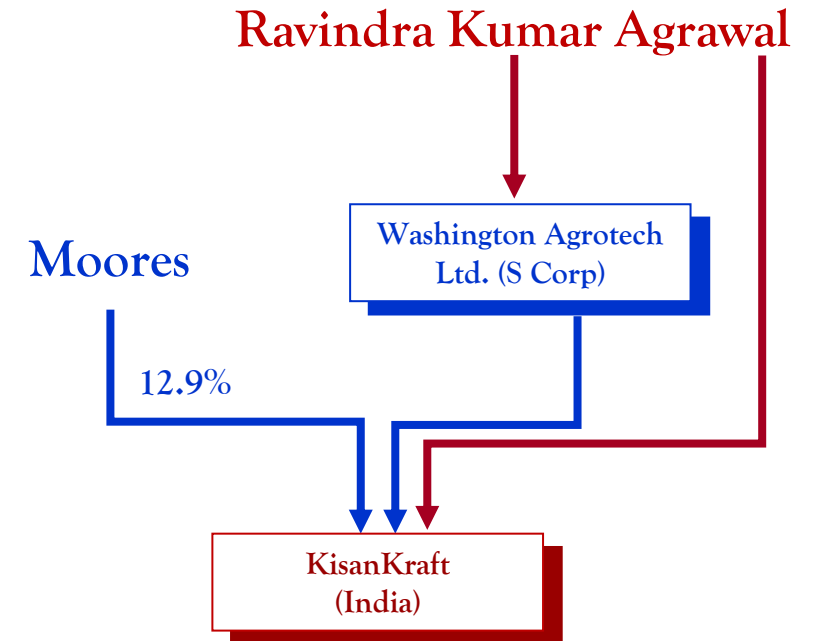 Ravindra Kumar Agrawal
Washington Agrotech
Ltd. (S Corp)
Moores
12.9%
KisanKraft
(India)